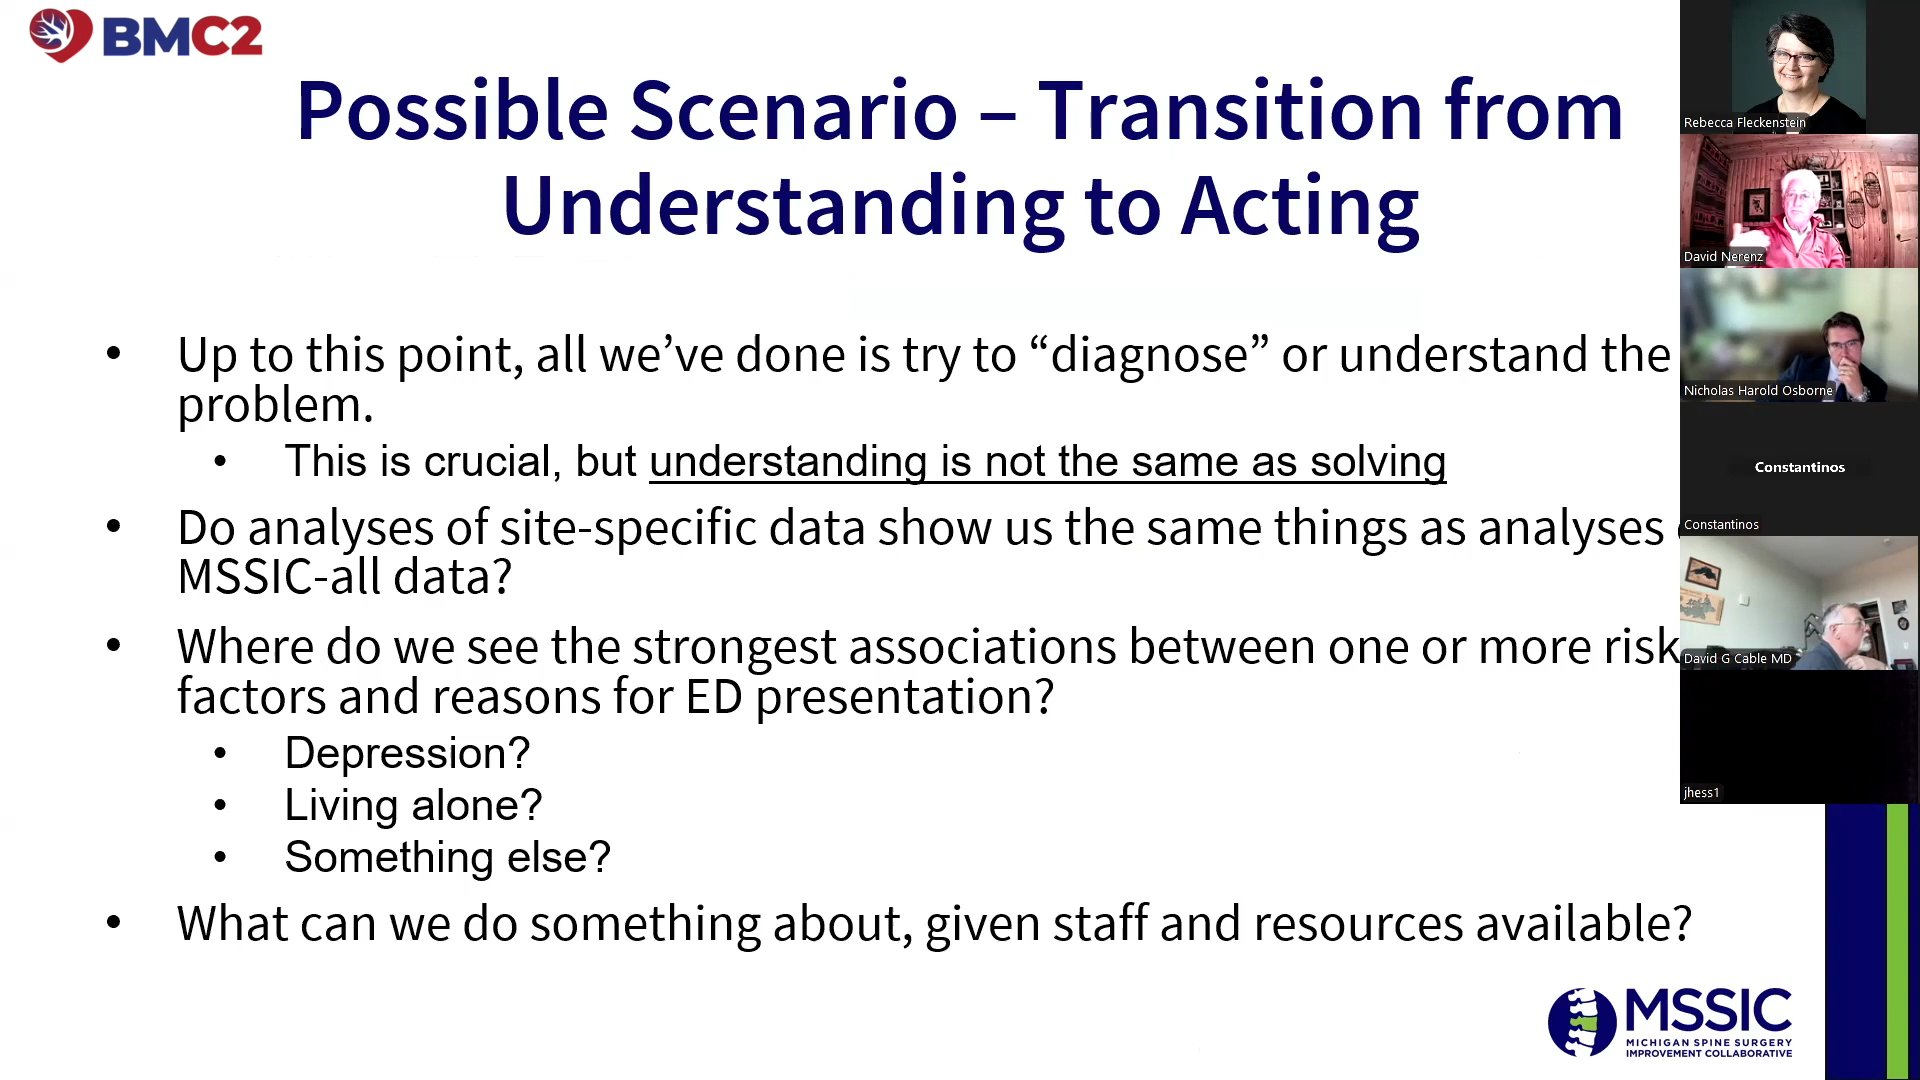 BMC2
Possible Scenario – Transition from
Understanding to Acting
• Up to this point, all we’ve done is try to “diagnose” or understand the
problem.
• This is crucial, but understanding is not the same as solving
• Do analyses of site-specific data show us the same things as analyses
MSSIC-all data?
• Where do we see the strongest associations between one or more risk
factors and reasons for ED presentation?
• Depression?
• Living alone?
• Something else?
• What can we do something about, given staff and resources available?
MSSIC
MICHIGAN SPINE SURGERY
IMPROVEMENT COLLABORATIVE
Rebecca Fleckenstein
David Nerenz
Nicholas Harold Osborne
Constantinos
Constantinos
David G Cable MD
jhess1